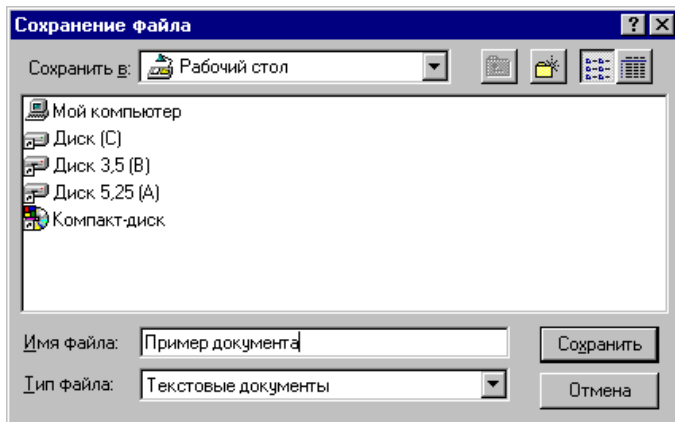 Сохранение файла
Сохранить в: Рабочий стол
Мой компьютер
Диск (C)
Диск 3,5 (B)
Диск 5,25 (A)
Компакт-диск
Имя файла: Пример документа Сохранить
Тип файла: Текстовые документы Отмена